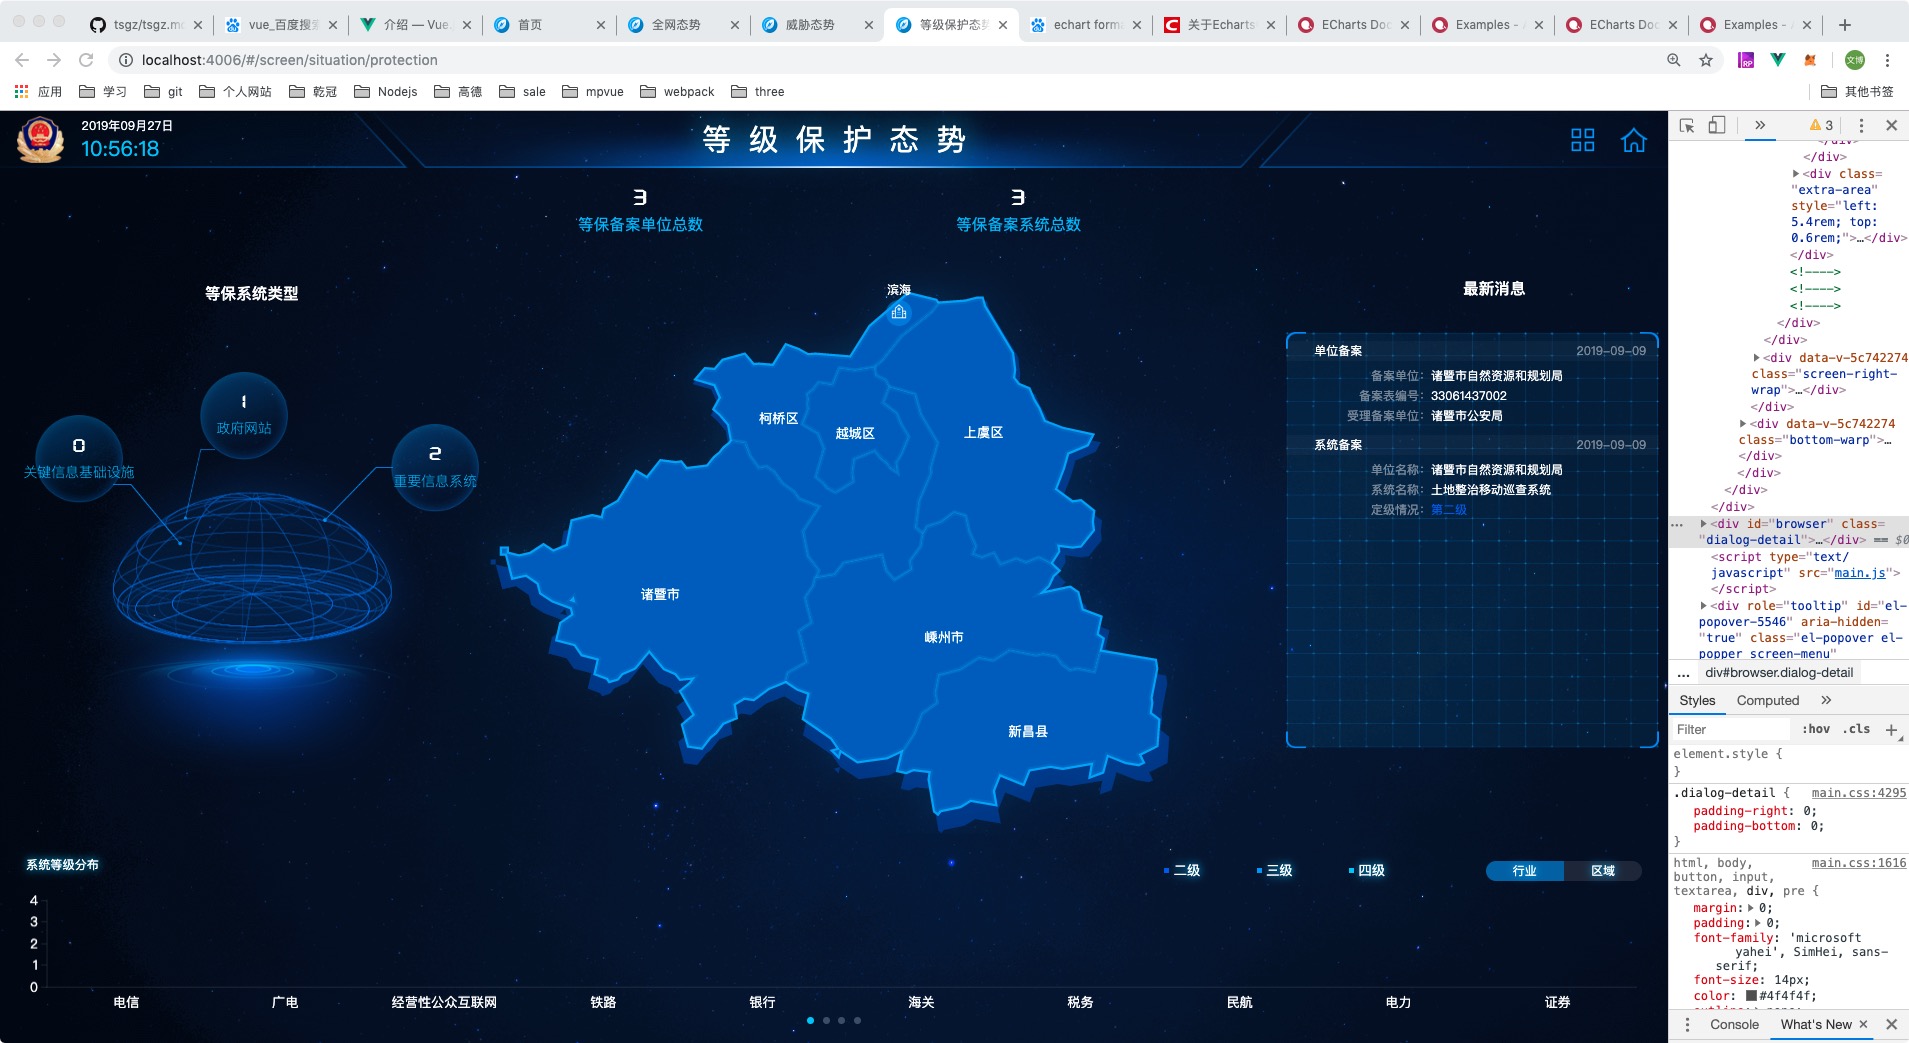 tsgz/tsgz.md
vue_百度搜索
介绍 — Vue.
首页
全网态势
威胁态势
等级保护态势
echart forma
关于Echarts
ECharts Doc
Examples - 
ECharts Doc
Examples - 
localhost:4006/#/screen/situation/protection
文博
应用 学习 git 个人网站 乾冠 Nodejs 高德 sale mpvue webpack three 其他书签
2019年09月27日
10:56:18
等级保护态势
3
等保备案单位总数
3
等保备案系统总数
等保系统类型
0
关键信息基础设施
1
政府网站
2
重要信息系统
滨海
柯桥区
越城区
上虞区
诸暨市
嵊州市
新昌县
最新消息
单位备案 2019-09-09
备案单位: 诸暨市自然资源和规划局
备案表编号: 33061437002
受理备案单位: 诸暨市公安局
系统备案 2019-09-09
单位名称: 诸暨市自然资源和规划局
系统名称: 土地整治移动巡查系统
定级情况: 第二级
系统等级分布
二级 三级 四级
行业 区域
4
3
2
1
0
电信 广电 经营性公众互联网 铁路 银行 海关 税务 民航 电力 证券
3
</div>
</div>
<div class=
"extra-area"
style="left:
5.4rem; top:
0.6rem;">…</div>
</div>
<!---->
<!---->
<!---->
</div>
</div>
<div data-v-5c742274
class="screen-right-
wrap">…</div>
</div>
<div data-v-5c742274
class="bottom-warp">…
</div>
</div>
</div>
</div>
… <div id="browser" class=
"dialog-detail">…</div> == $0
<script type="text/
javascript" src="main.js">
</script>
<div role="tooltip" id="el-
popover-5546" aria-hidden=
"true" class="el-popover el-
popper screen-menu"
… div#browser.dialog-detail
Styles Computed
Filter :hov .cls
element.style {
}
.dialog-detail { main.css:4295
padding-right: 0;
padding-bottom: 0;
}
html, body, main.css:1616
button, input,
textarea, div, pre {
margin: 0;
padding: 0;
font-family: 'microsoft
yahei', SimHei, sans-
serif;
font-size: 14px;
color: #4f4f4f;
Console What's New